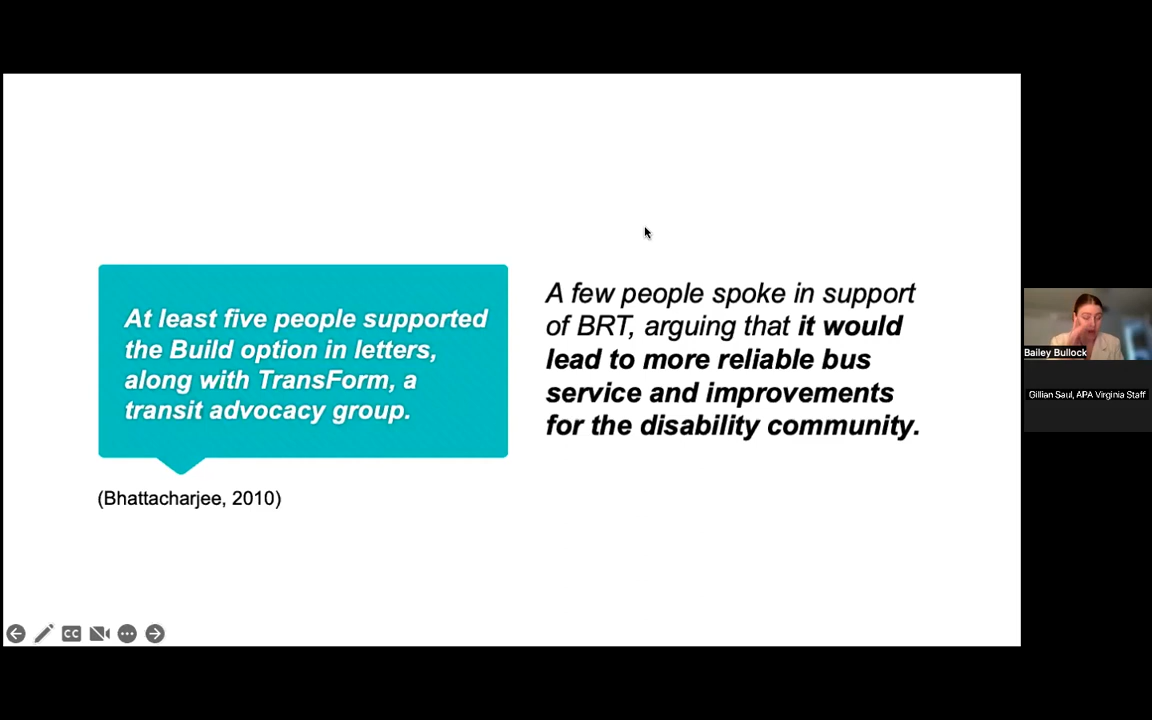 At least five people supported
the Build option in letters,
along with TransForm, a
transit advocacy group.
(Bhattacharjee, 2010)
A few people spoke in support
of BRT, arguing that it would
lead to more reliable bus
service and improvements
for the disability community.
CC
Bailey Bullock
Gillian Saul, APA Virginia Staff